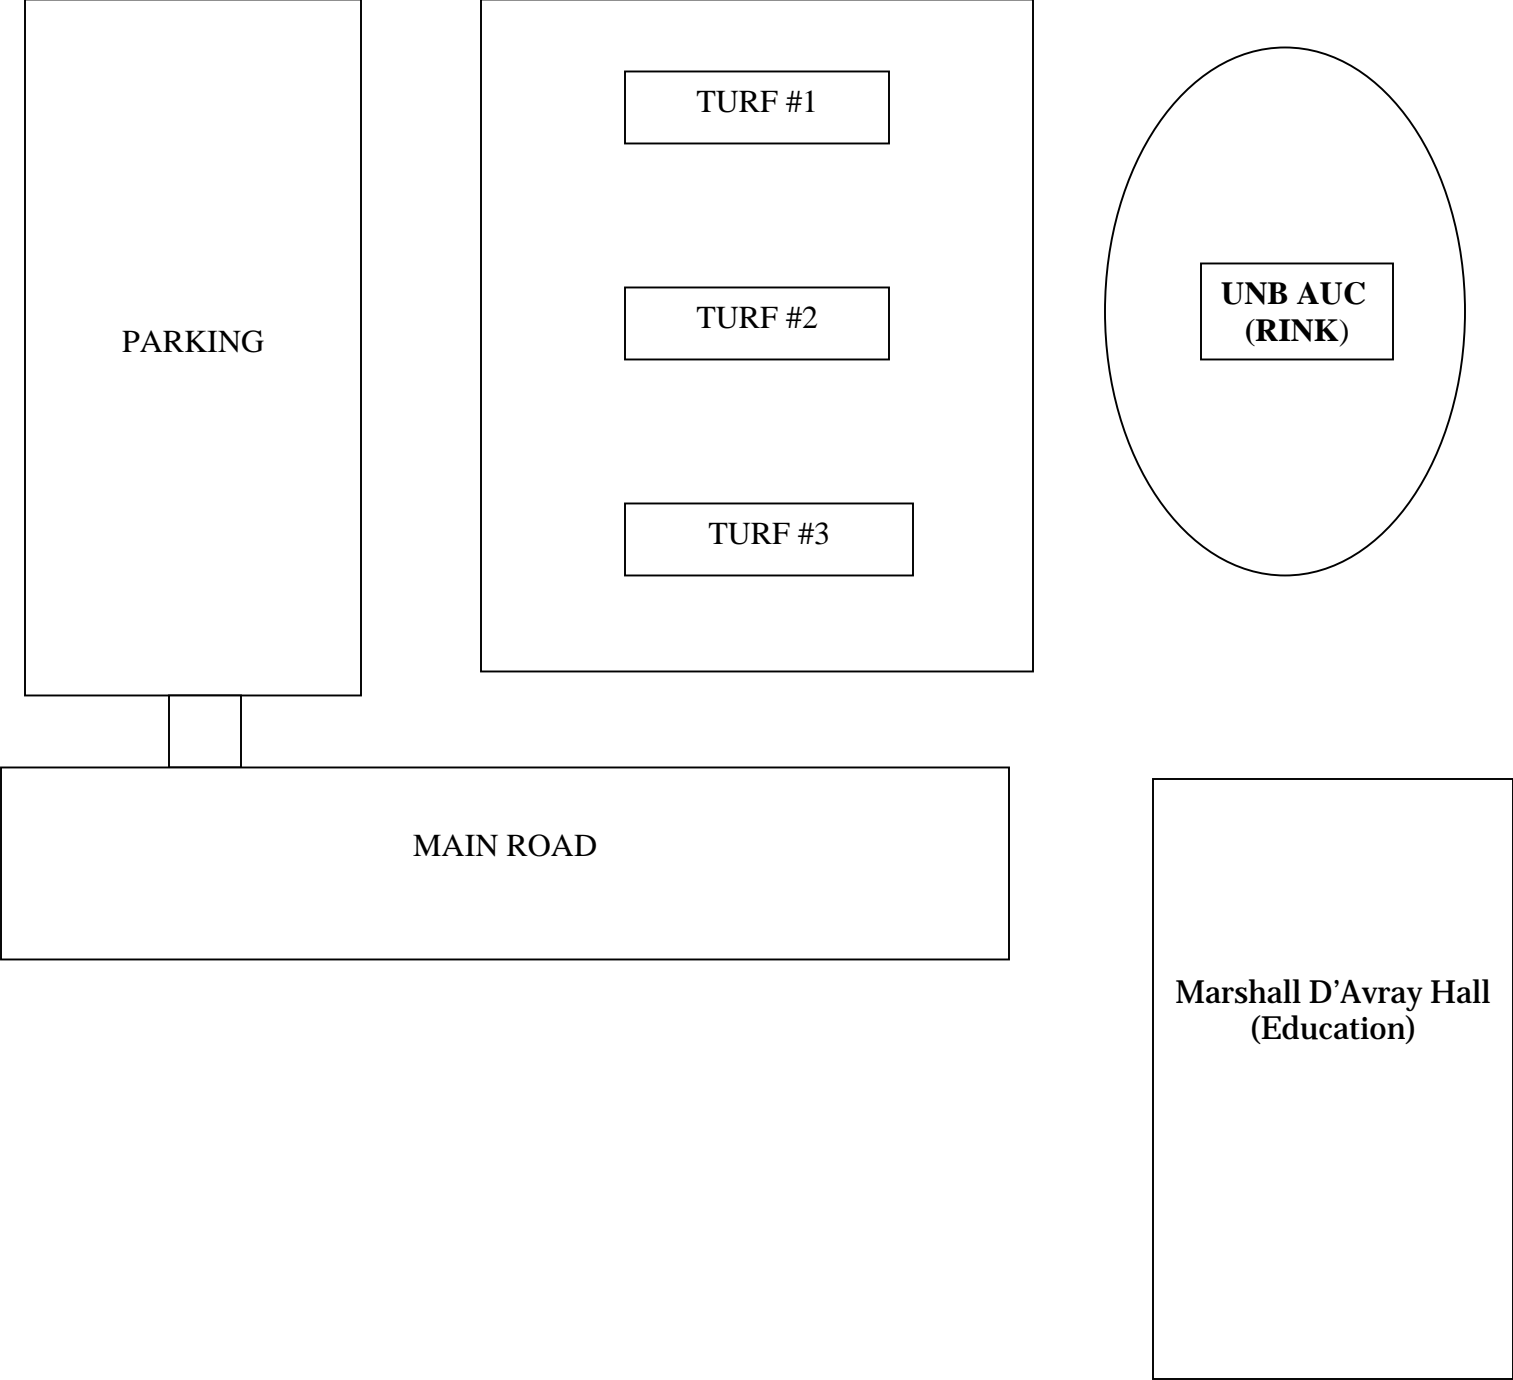 TURF #1
UNB AUC
(RINK)
TURF #2
PARKING
TURF #3
MAIN ROAD
Marshall D’Avray Hall
(Education)